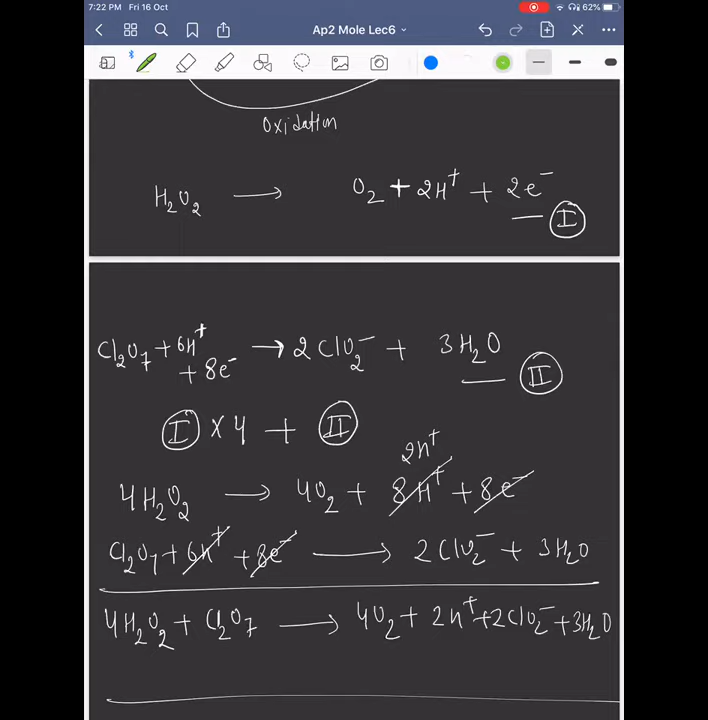 7:22 PM Fri 16 Oct 62%
Ap2 Mole Lec6
Oxidation
H₂O₂ → O₂ + 2H⁺ + 2e⁻
— I
Cl₂O₇ + 6H⁺ + 8e⁻ → 2ClO₂⁻ + 3H₂O
— II
I × 4 + II
2H⁺
4H₂O₂ → 4O₂ + 8H⁺ + 8e⁻
Cl₂O₇ + 6H⁺ + 8e⁻ → 2ClO₂⁻ + 3H₂O
4H₂O₂ + Cl₂O₇ → 4O₂ + 2H⁺ + 2ClO₂⁻ + 3H₂O